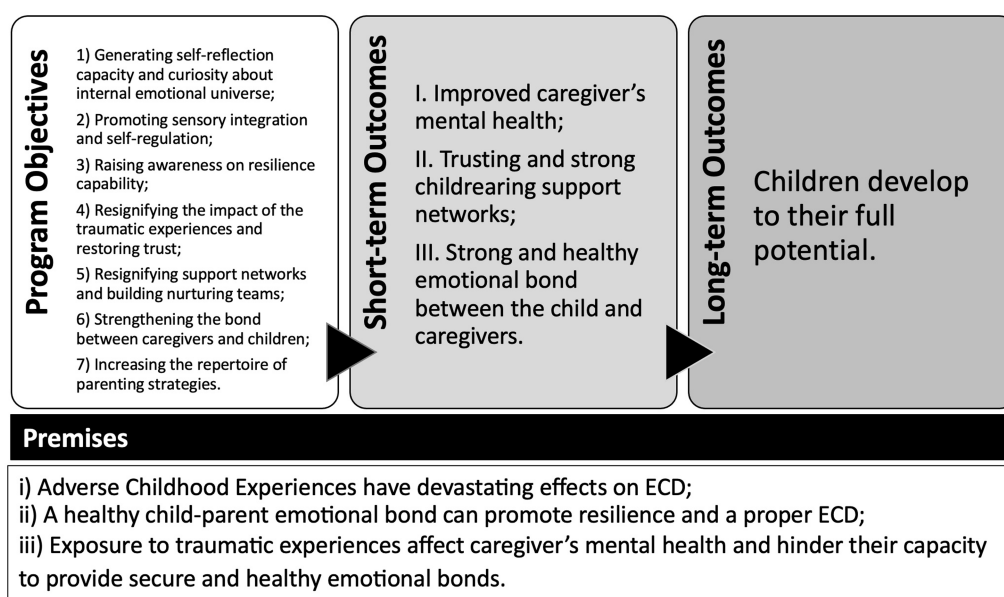 Program Objectives
1) Generating self-reflection
capacity and curiosity about
internal emotional universe;
2) Promoting sensory integration
and self-regulation;
3) Raising awareness on resilience
capability;
4) Resignifying the impact of the
traumatic experiences and
restoring trust;
5) Resignifying support networks
and building nurturing teams;
6) Strengthening the bond
between caregivers and children;
7) Increasing the repertoire of
parenting strategies.
Short-term Outcomes
I. Improved caregiver’s
mental health;
II. Trusting and strong
childrearing support
networks;
III. Strong and healthy
emotional bond
between the child and
caregivers.
Long-term Outcomes
Children develop
to their full
potential.
Premises
i) Adverse Childhood Experiences have devastating effects on ECD;
ii) A healthy child-parent emotional bond can promote resilience and a proper ECD;
iii) Exposure to traumatic experiences affect caregiver’s mental health and hinder their capacity
to provide secure and healthy emotional bonds.